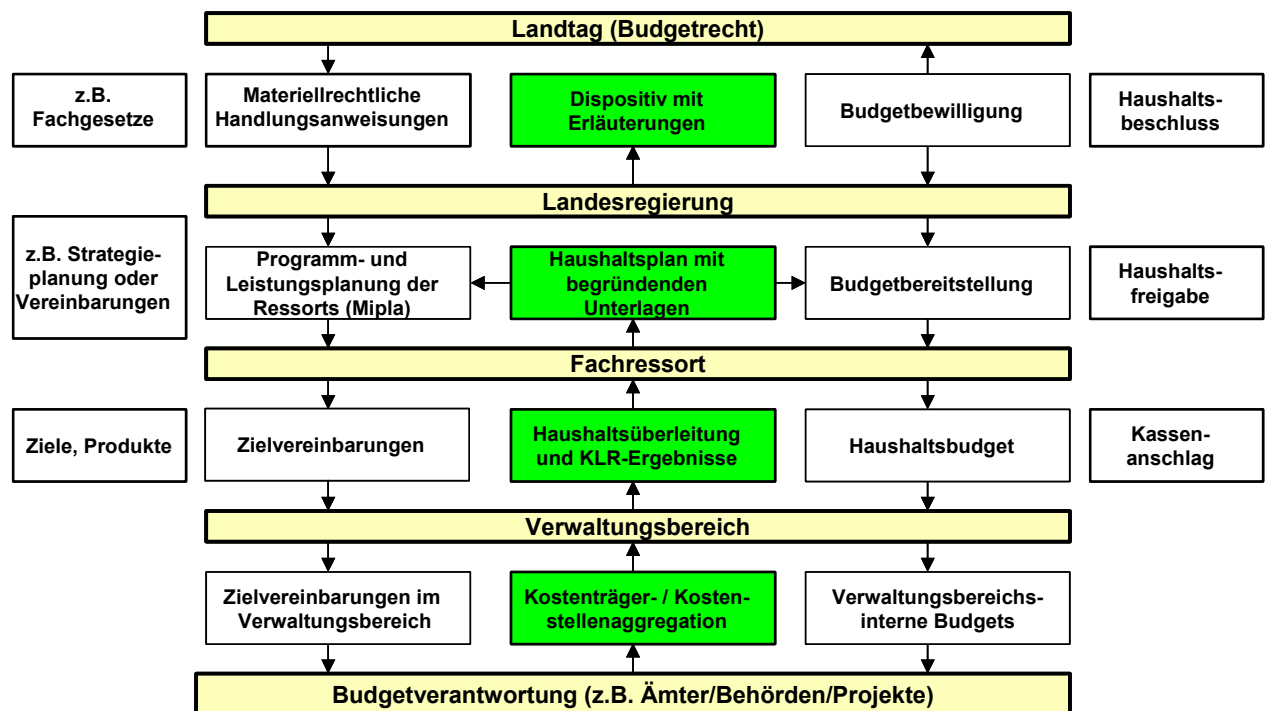 Landtag (Budgetrecht)
z.B.
Fachgesetze
Materiellrechtliche
Handlungsanweisungen
Dispositiv mit
Erläuterungen
Budgetbewilligung
Haushalts-
beschluss
Landesregierung
z.B. Strategie-
planung oder
Vereinbarungen
Programm- und
Leistungsplanung der
Ressorts (Mipla)
Haushaltsplan mit
begründenden
Unterlagen
Budgetbereitstellung
Haushalts-
freigabe
Fachressort
Ziele, Produkte
Zielvereinbarungen
Haushaltsüberleitung
und KLR-Ergebnisse
Haushaltsbudget
Kassen-
anschlag
Verwaltungsbereich
Zielvereinbarungen im
Verwaltungsbereich
Kostenträger- / Kosten-
stellenaggregation
Verwaltungsbereichs-
interne Budgets
Budgetverantwortung (z.B. Ämter/Behörden/Projekte)